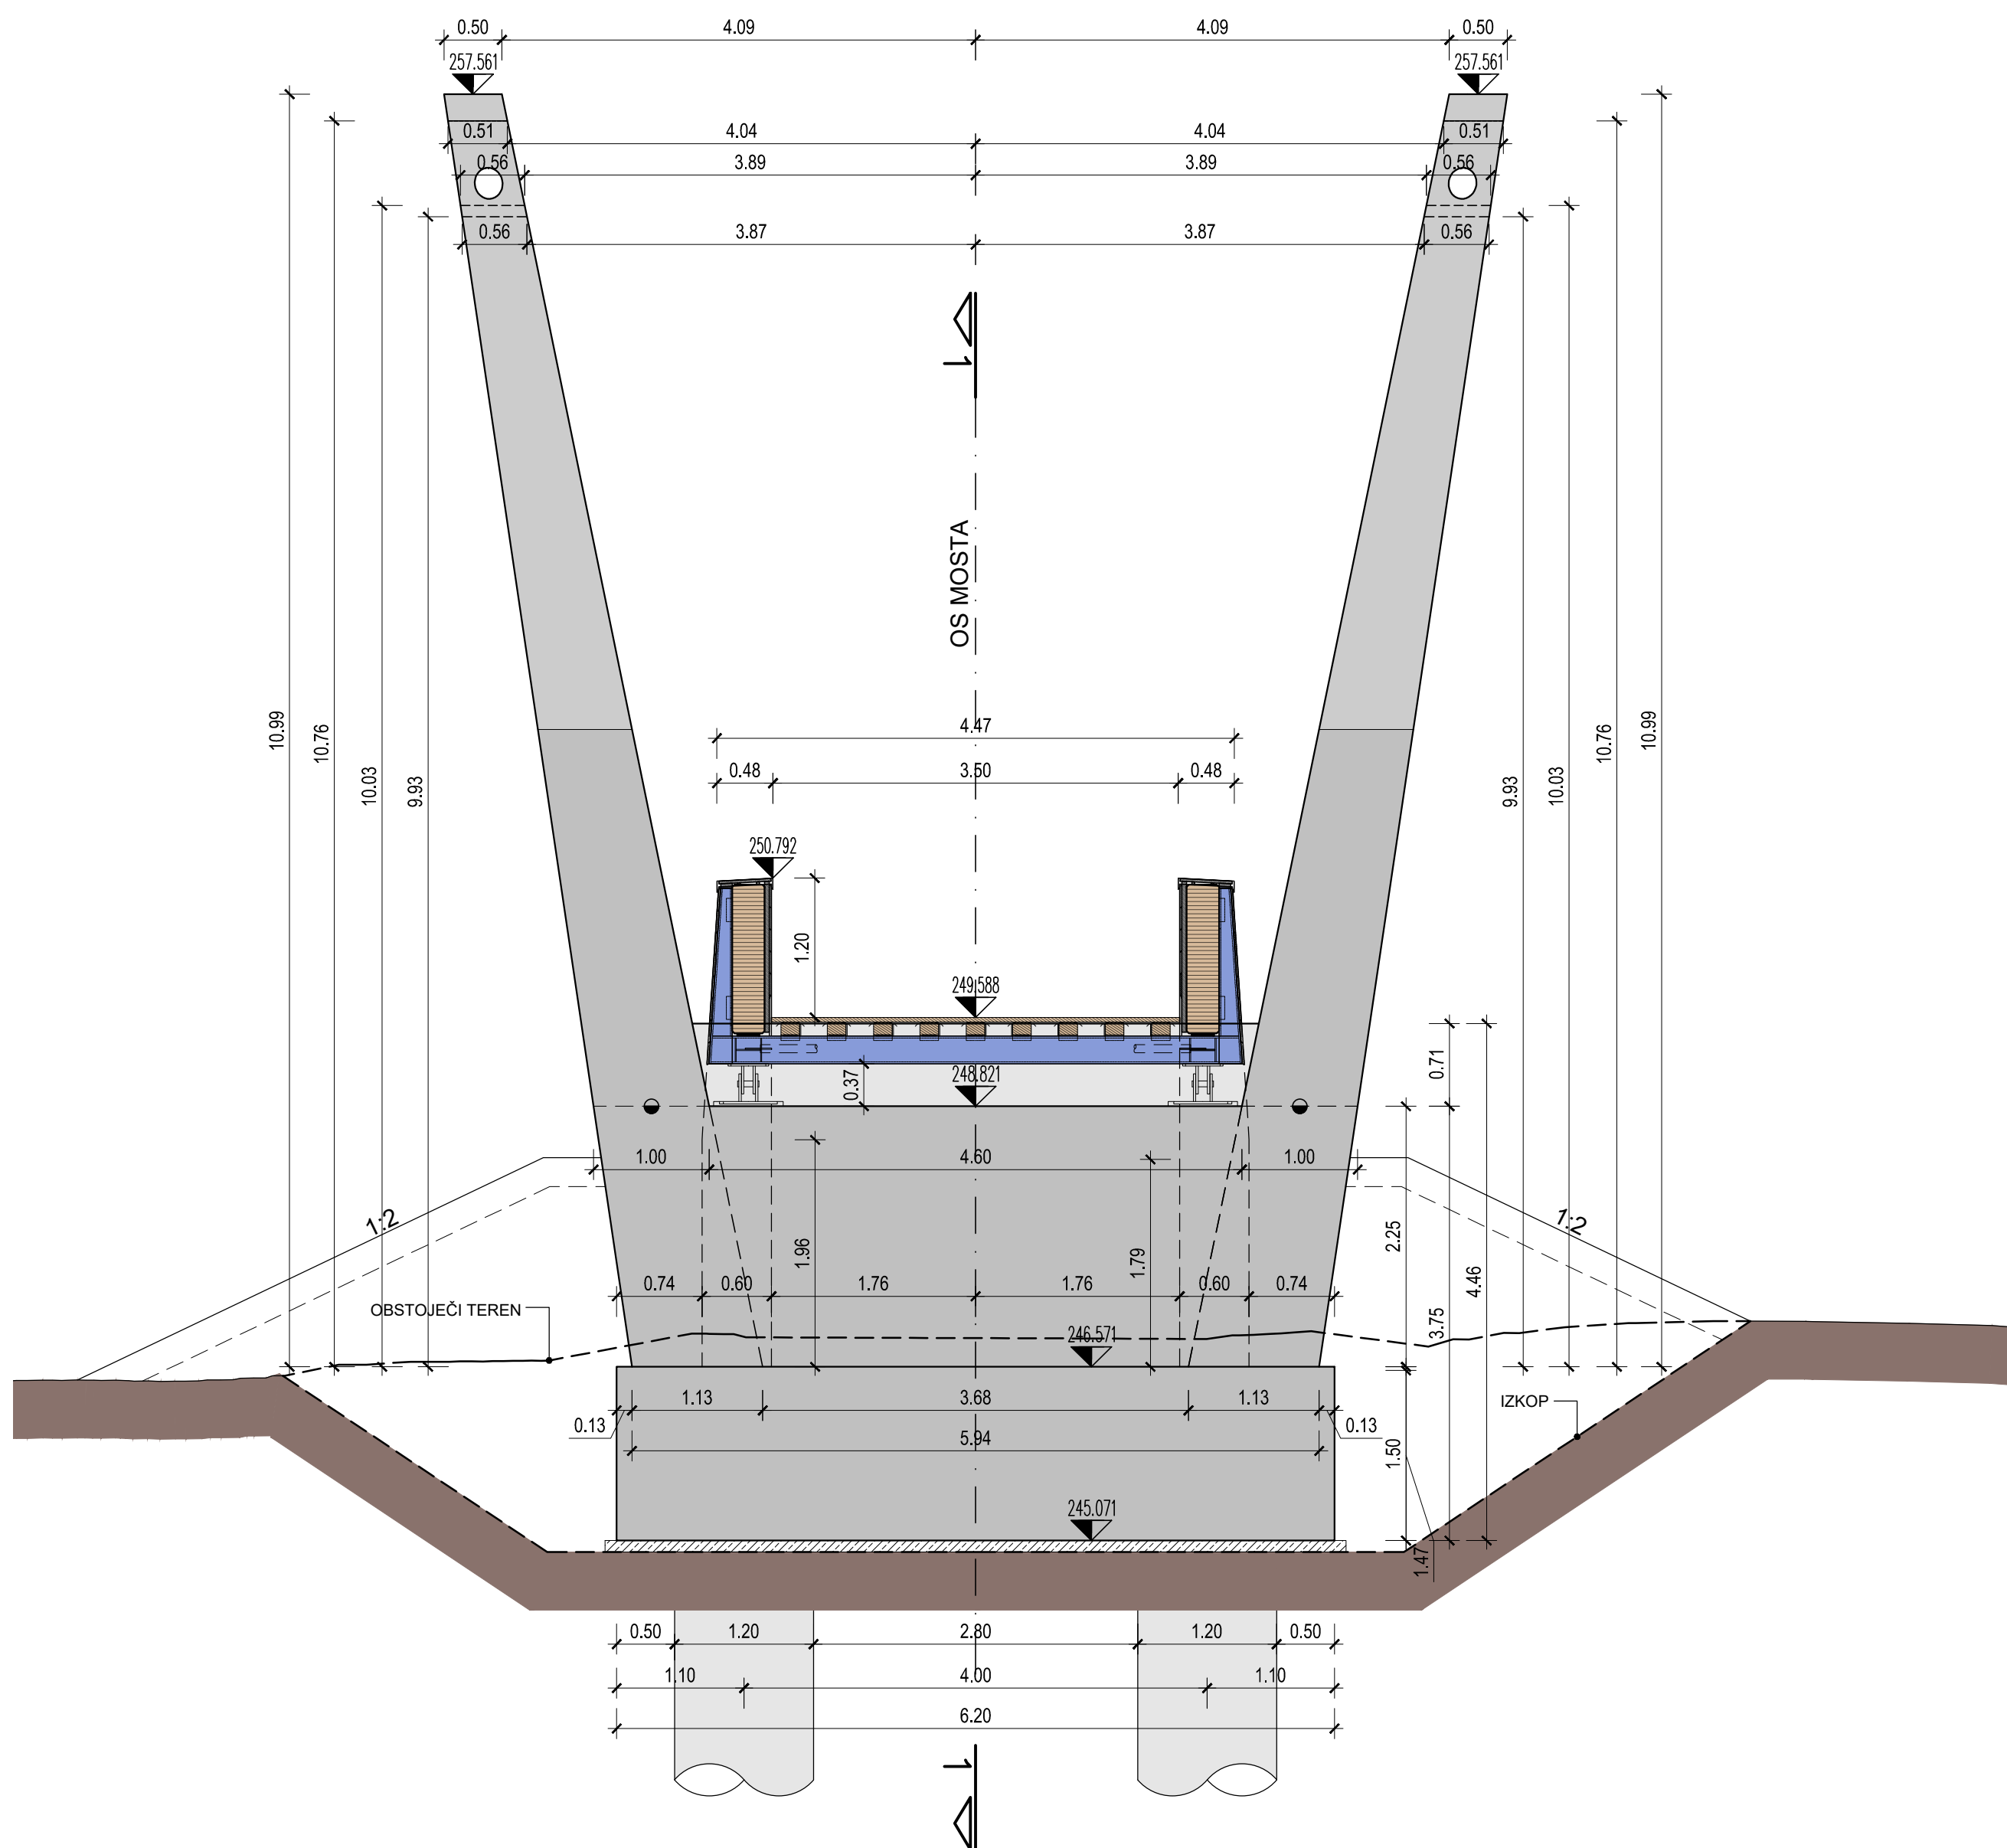 0.50 4.09 4.09 0.50
257.561 257.561
0.51 4.04 4.04 0.51
0.56 3.89 3.89 0.56
0.56 3.87 3.87 0.56
1
OS MOSTA
10.99 10.76 10.03 9.93
9.93 10.03 10.76 10.99
4.47
0.48 3.50 0.48
250.792
1.20
249.588
0.37
248.821
0.71
1.00 4.60 1.00
1:2 1:2
1.96 1.79
2.25
4.46
3.75
0.74 0.60 1.76 1.76 0.60 0.74
OBSTOJEČI TEREN
246.571
1.13 3.68 1.13
0.13 0.13
5.94
IZKOP
1.50
245.071
1.47
0.50 1.20 2.80 1.20 0.50
1.10 4.00 1.10
6.20
1